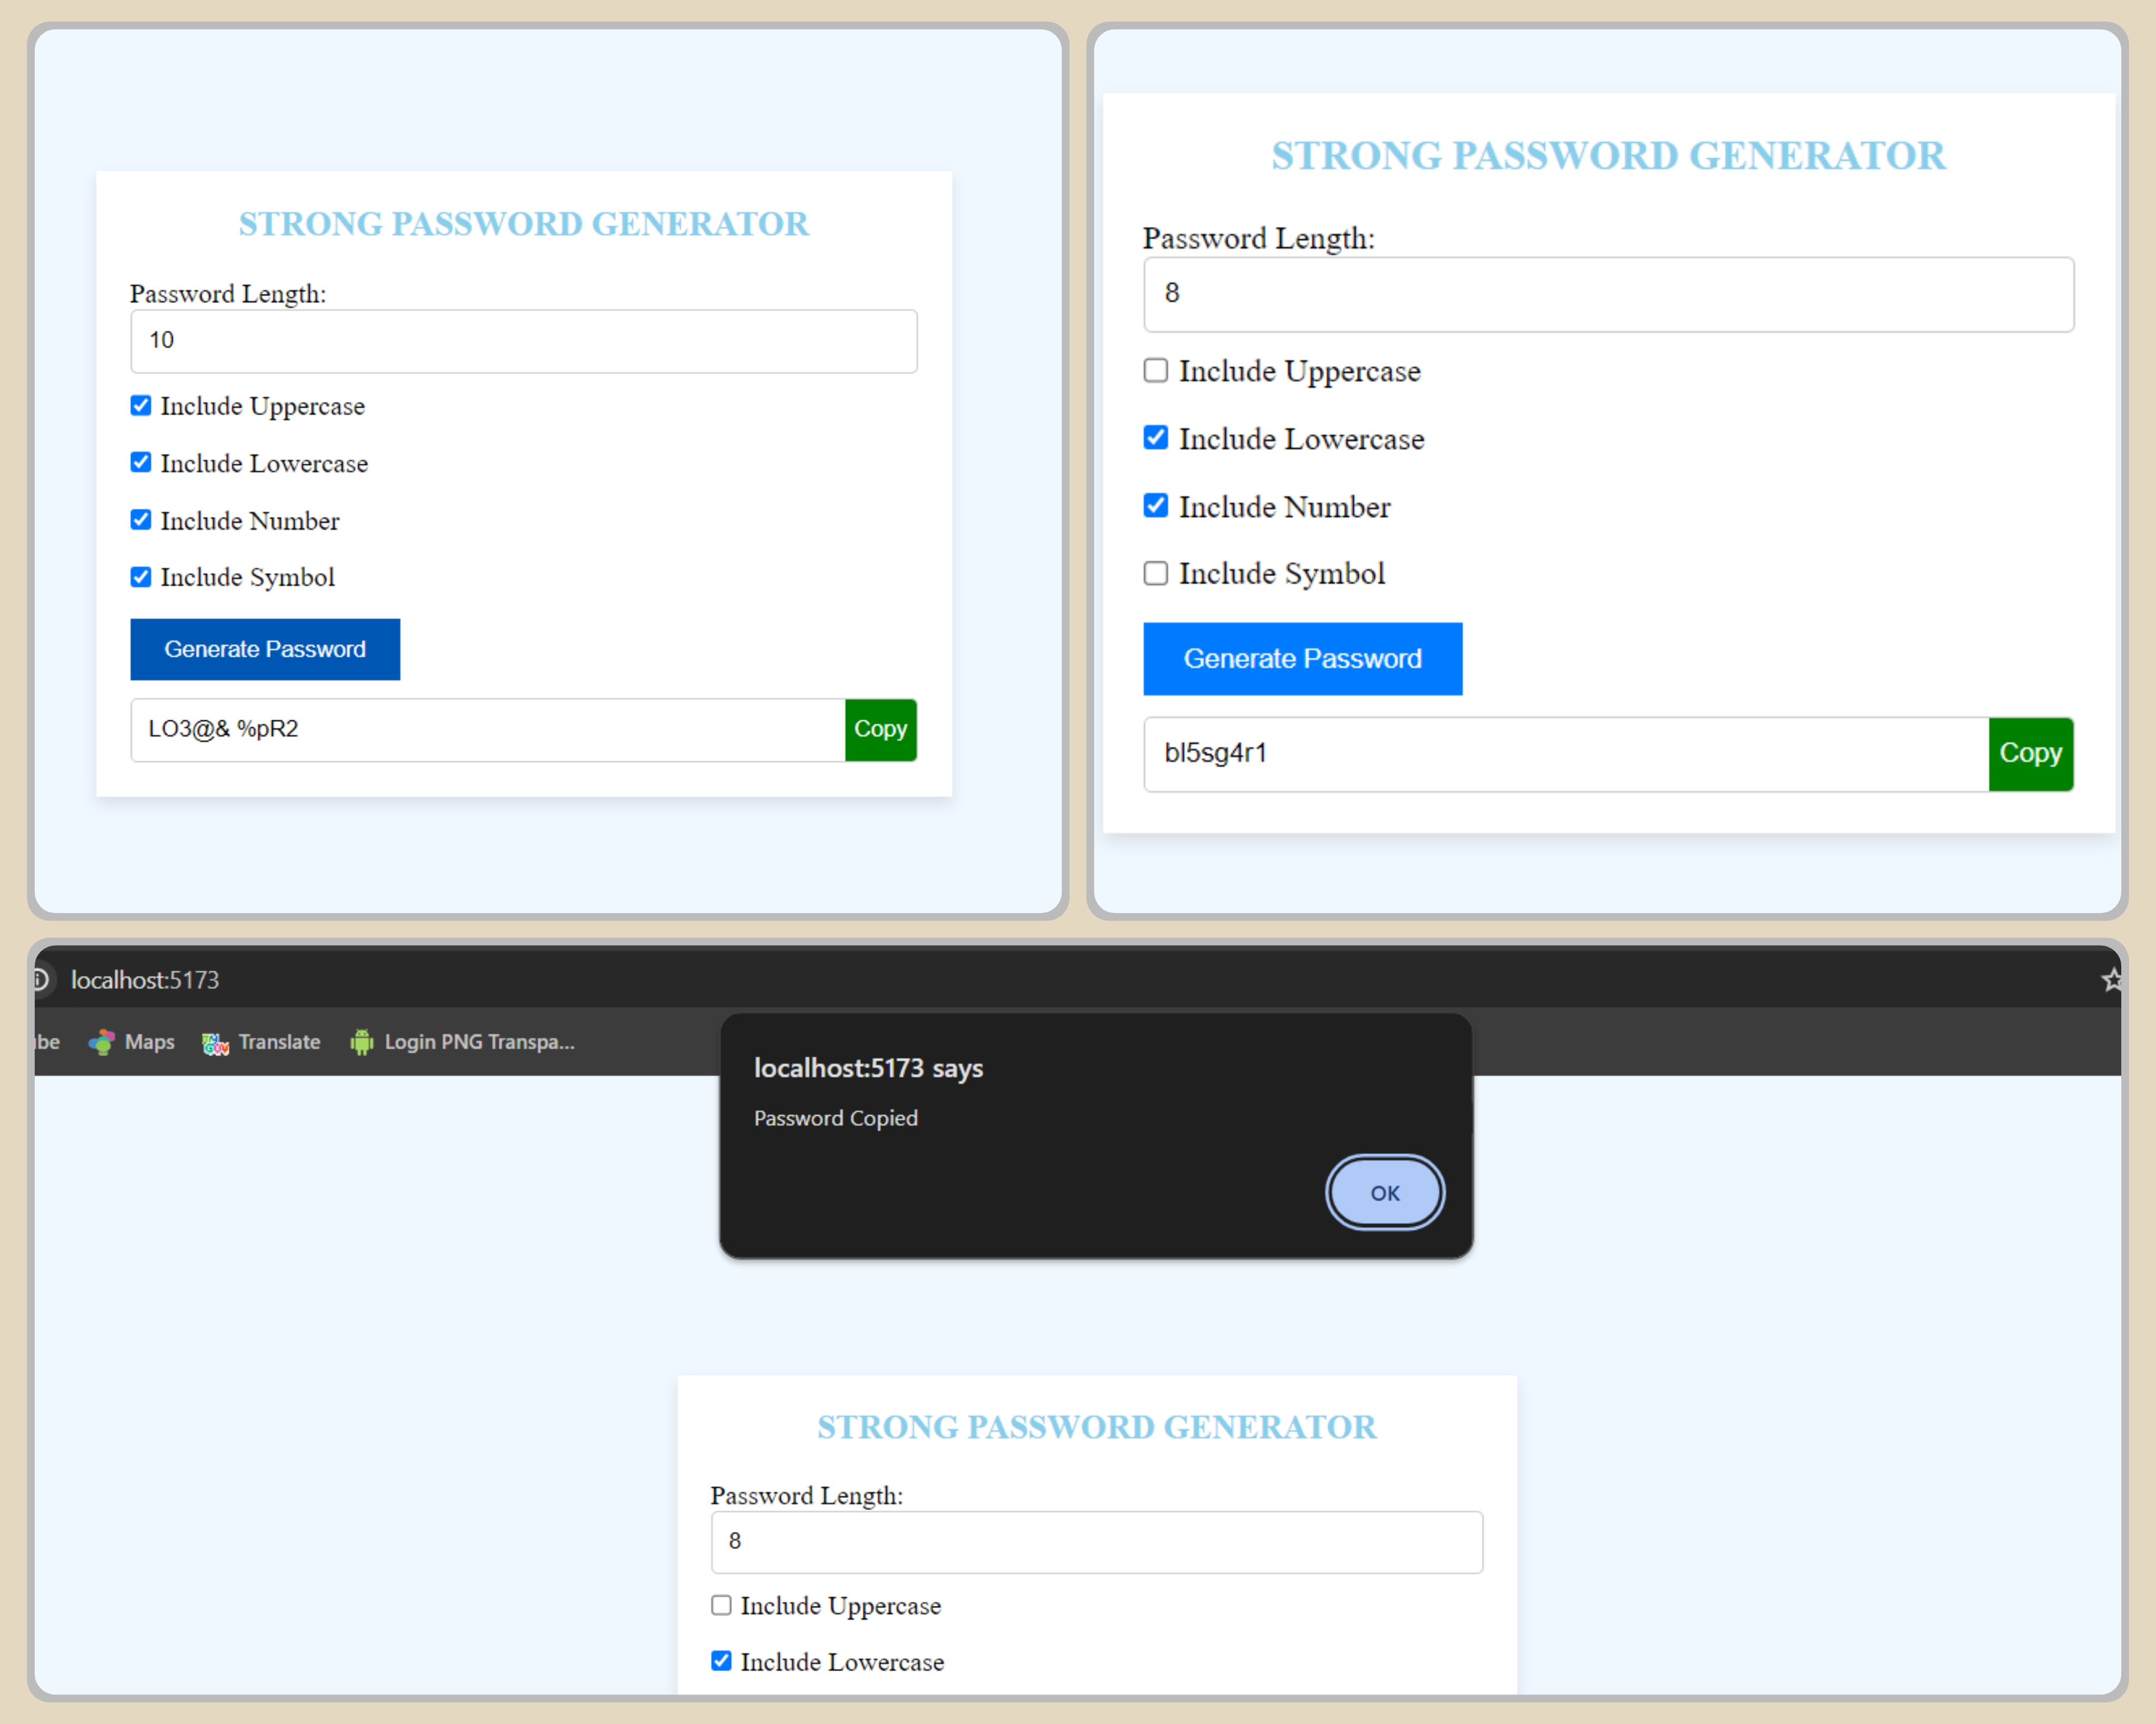 STRONG PASSWORD GENERATOR
Password Length:
10
Include Uppercase
Include Lowercase
Include Number
Include Symbol
Generate Password
LO3@& %pR2
Copy
STRONG PASSWORD GENERATOR
Password Length:
8
Include Uppercase
Include Lowercase
Include Number
Include Symbol
Generate Password
bl5sg4r1
Copy
localhost:5173
be
Maps
Translate
Login PNG Transpa...
localhost:5173 says
Password Copied
OK
STRONG PASSWORD GENERATOR
Password Length:
8
Include Uppercase
Include Lowercase